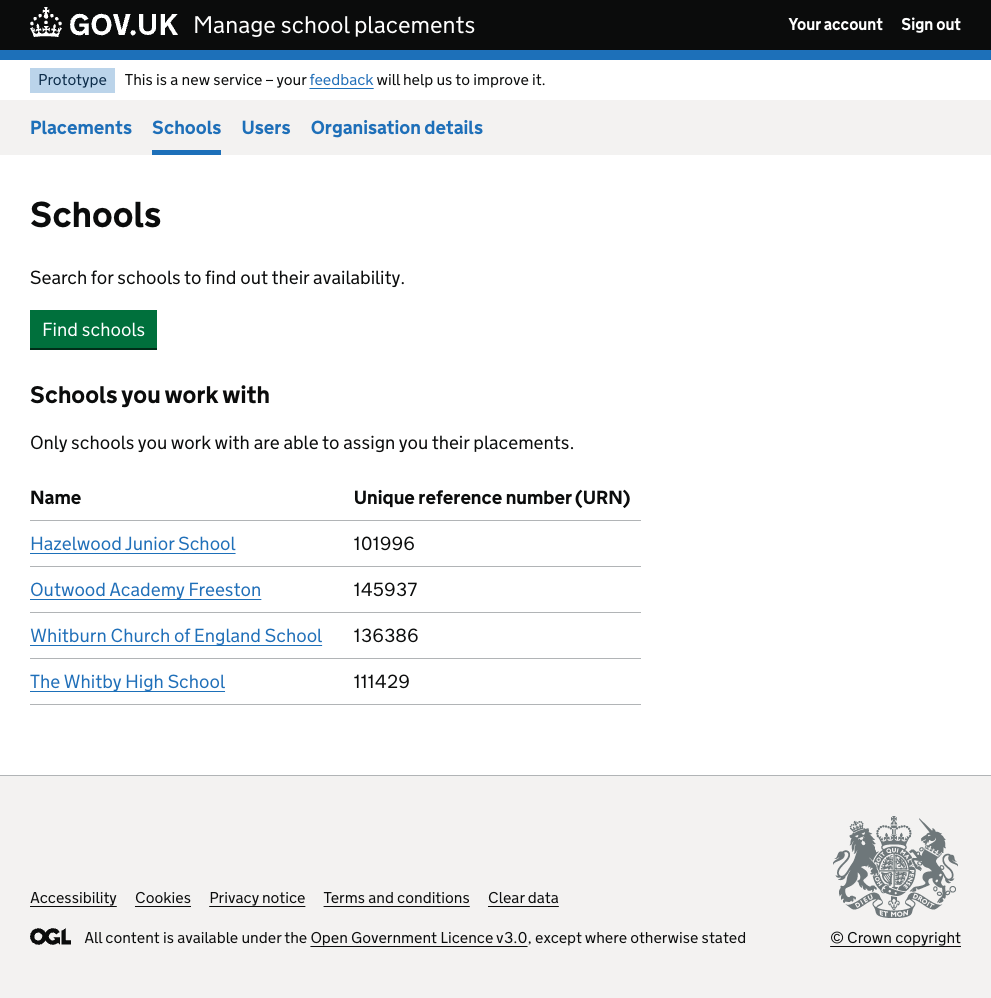 GOV.UK Manage school placements Your account Sign out
Prototype This is a new service – your feedback will help us to improve it.
Placements Schools Users Organisation details
Schools
Search for schools to find out their availability.
Find schools
Schools you work with
Only schools you work with are able to assign you their placements.
Name Unique reference number (URN)
Hazelwood Junior School 101996
Outwood Academy Freeston 145937
Whitburn Church of England School 136386
The Whitby High School 111429
Accessibility Cookies Privacy notice Terms and conditions Clear data
DIEU ET MON DROIT
OGL All content is available under the Open Government Licence v3.0, except where otherwise stated © Crown copyright